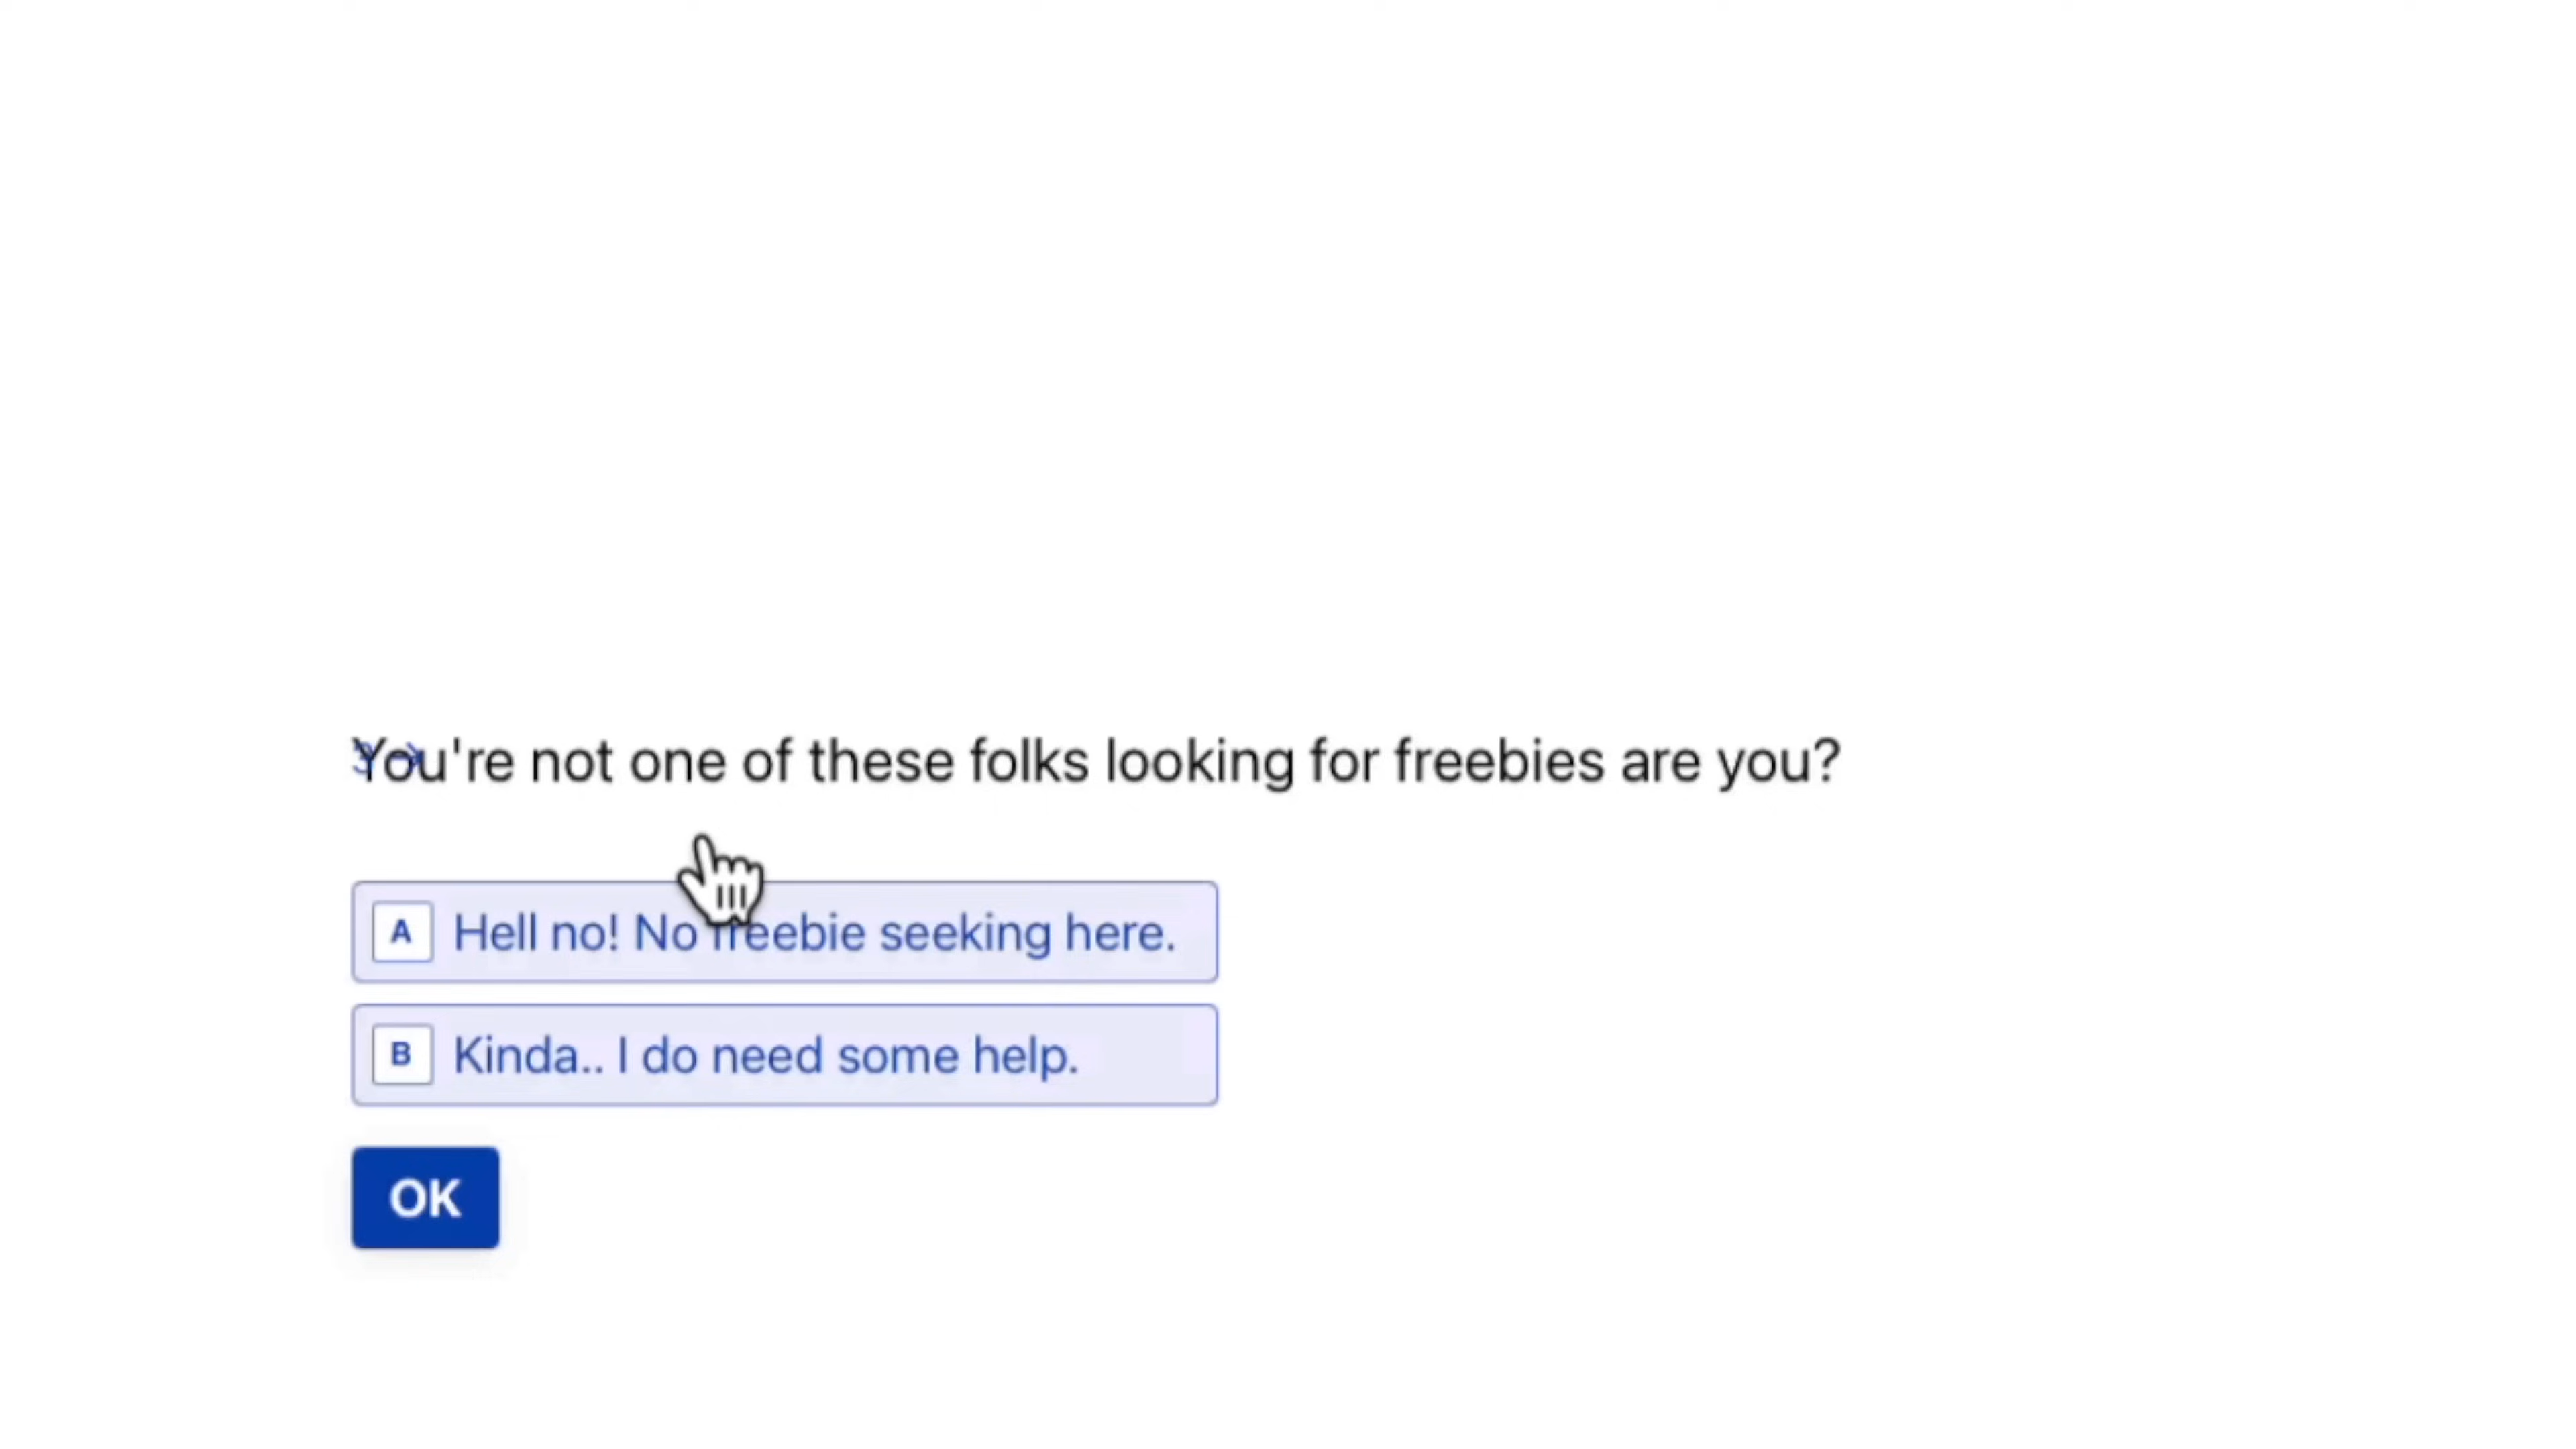 3 → You're not one of these folks looking for freebies are you?
A Hell no! No freebie seeking here.
B Kinda.. I do need some help.
OK